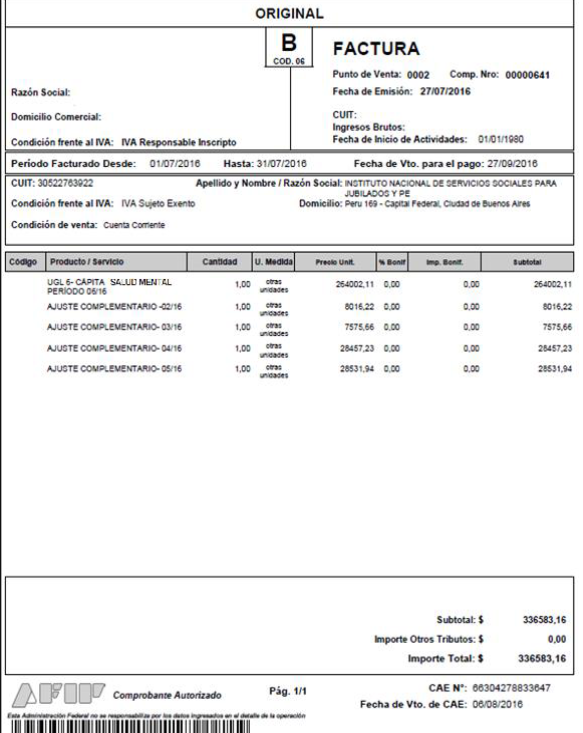 ORIGINAL
B
COD. 06
FACTURA
Punto de Venta: 0002 Comp. Nro: 00000641
Fecha de Emisión: 27/07/2016
Razón Social:
Domicilio Comercial:
Condición frente al IVA: IVA Responsable Inscripto
CUIT:
Ingresos Brutos:
Fecha de Inicio de Actividades: 01/01/1980
Período Facturado Desde: 01/07/2016 Hasta: 31/07/2016 Fecha de Vto. para el pago: 27/09/2016
CUIT: 30522763922 Apellido y Nombre / Razón Social: INSTITUTO NACIONAL DE SERVICIOS SOCIALES PARA
JUBILADOS Y PE
Condición frente al IVA: IVA Sujeto Exento Domicilio: Peru 169 - Capital Federal, Ciudad de Buenos Aires
Condición de venta: Cuenta Corriente
Código Producto / Servicio Cantidad U. Medida Precio Unit. % Bonif Imp. Bonif. Subtotal
UGL 6- CÁPITA SALUD MENTAL
PERÍODO 06/16 1,00 otras unidades 264002,11 0,00 0,00 264002,11
AJUSTE COMPLEMENTARIO -02/16 1,00 otras unidades 8016,22 0,00 0,00 8016,22
AJUSTE COMPLEMENTARIO- 03/16 1,00 otras unidades 7575,66 0,00 0,00 7575,66
AJUSTE COMPLEMENTARIO- 04/16 1,00 otras unidades 28457,23 0,00 0,00 28457,23
AJUSTE COMPLEMENTARIO- 05/16 1,00 otras unidades 28531,94 0,00 0,00 28531,94
Subtotal: $ 336583,16
Importe Otros Tributos: $ 0,00
Importe Total: $ 336583,16
AFIP Comprobante Autorizado Pág. 1/1 CAE N°: 66304278833647
Fecha de Vto. de CAE: 06/08/2016
Esta Administración Federal no se responsabiliza por los datos ingresados en el detalle de la operación